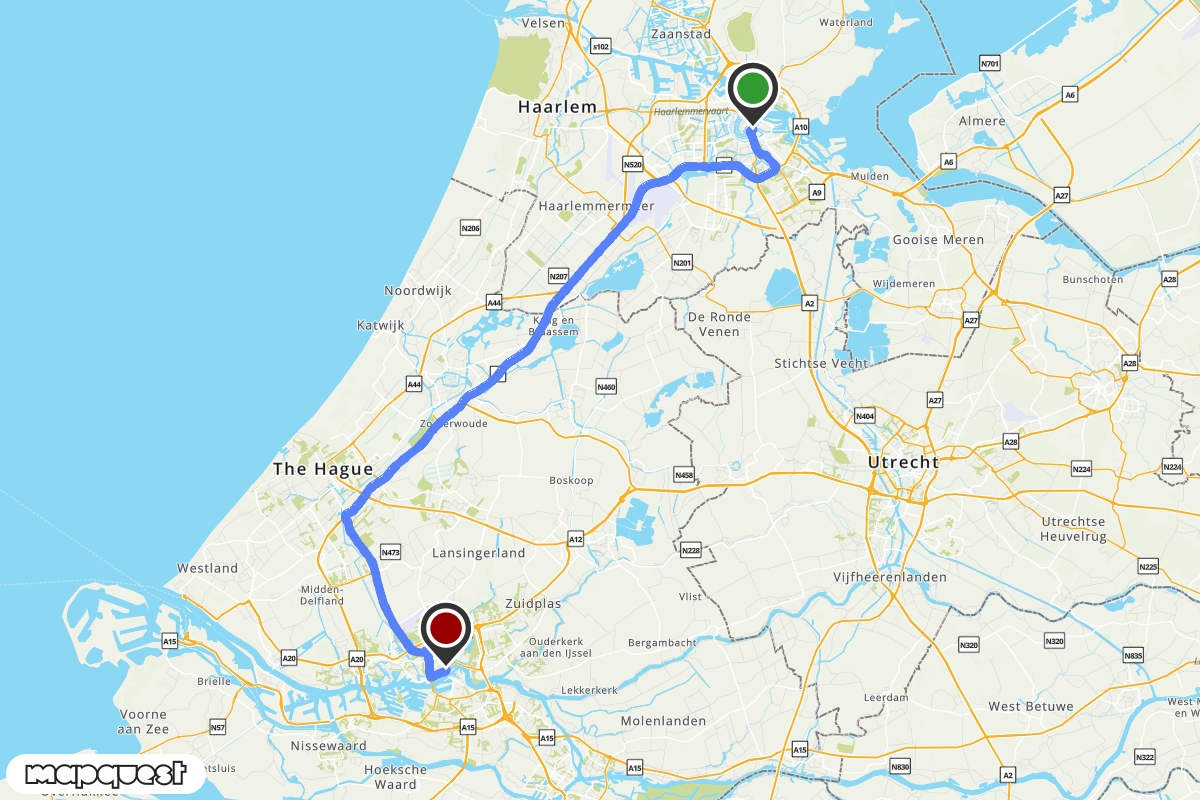 Velsen
Zaanstad
Waterland
s102
N701
A6
Haarlem
Haarlemmervaart
A10
Almere
N520
A6
Muiden
A9
A27
Haarlemmermeer
N206
Gooise Meren
N201
N207
Bunschoten
A28
Wijdemeren
Noordwijk
A44
A2
De Ronde
Venen
A27
Katwijk
Kaag en
Braassem
Stichtse Vecht
A28
A44
N460
A27
N404
Zoeterwoude
A28
The Hague
Utrecht
N224
N224
N458
Boskoop
Utrechtse
Heuvelrug
A12
N473
Lansingerland
N228
Westland
N225
Vijfheerenlanden
Midden-
Delfland
Vlist
Zuidplas
A15
Ouderkerk
aan den IJssel
Bergambacht
N320
N320
A20
A20
N835
Brielle
Lekkerkerk
Leerdam
West Betuwe
Voorne
aan Zee
N57
A15
Molenlanden
A15
Nissewaard
A15
N322
Hoeksche
Waard
A15
N830
A2
mapquest